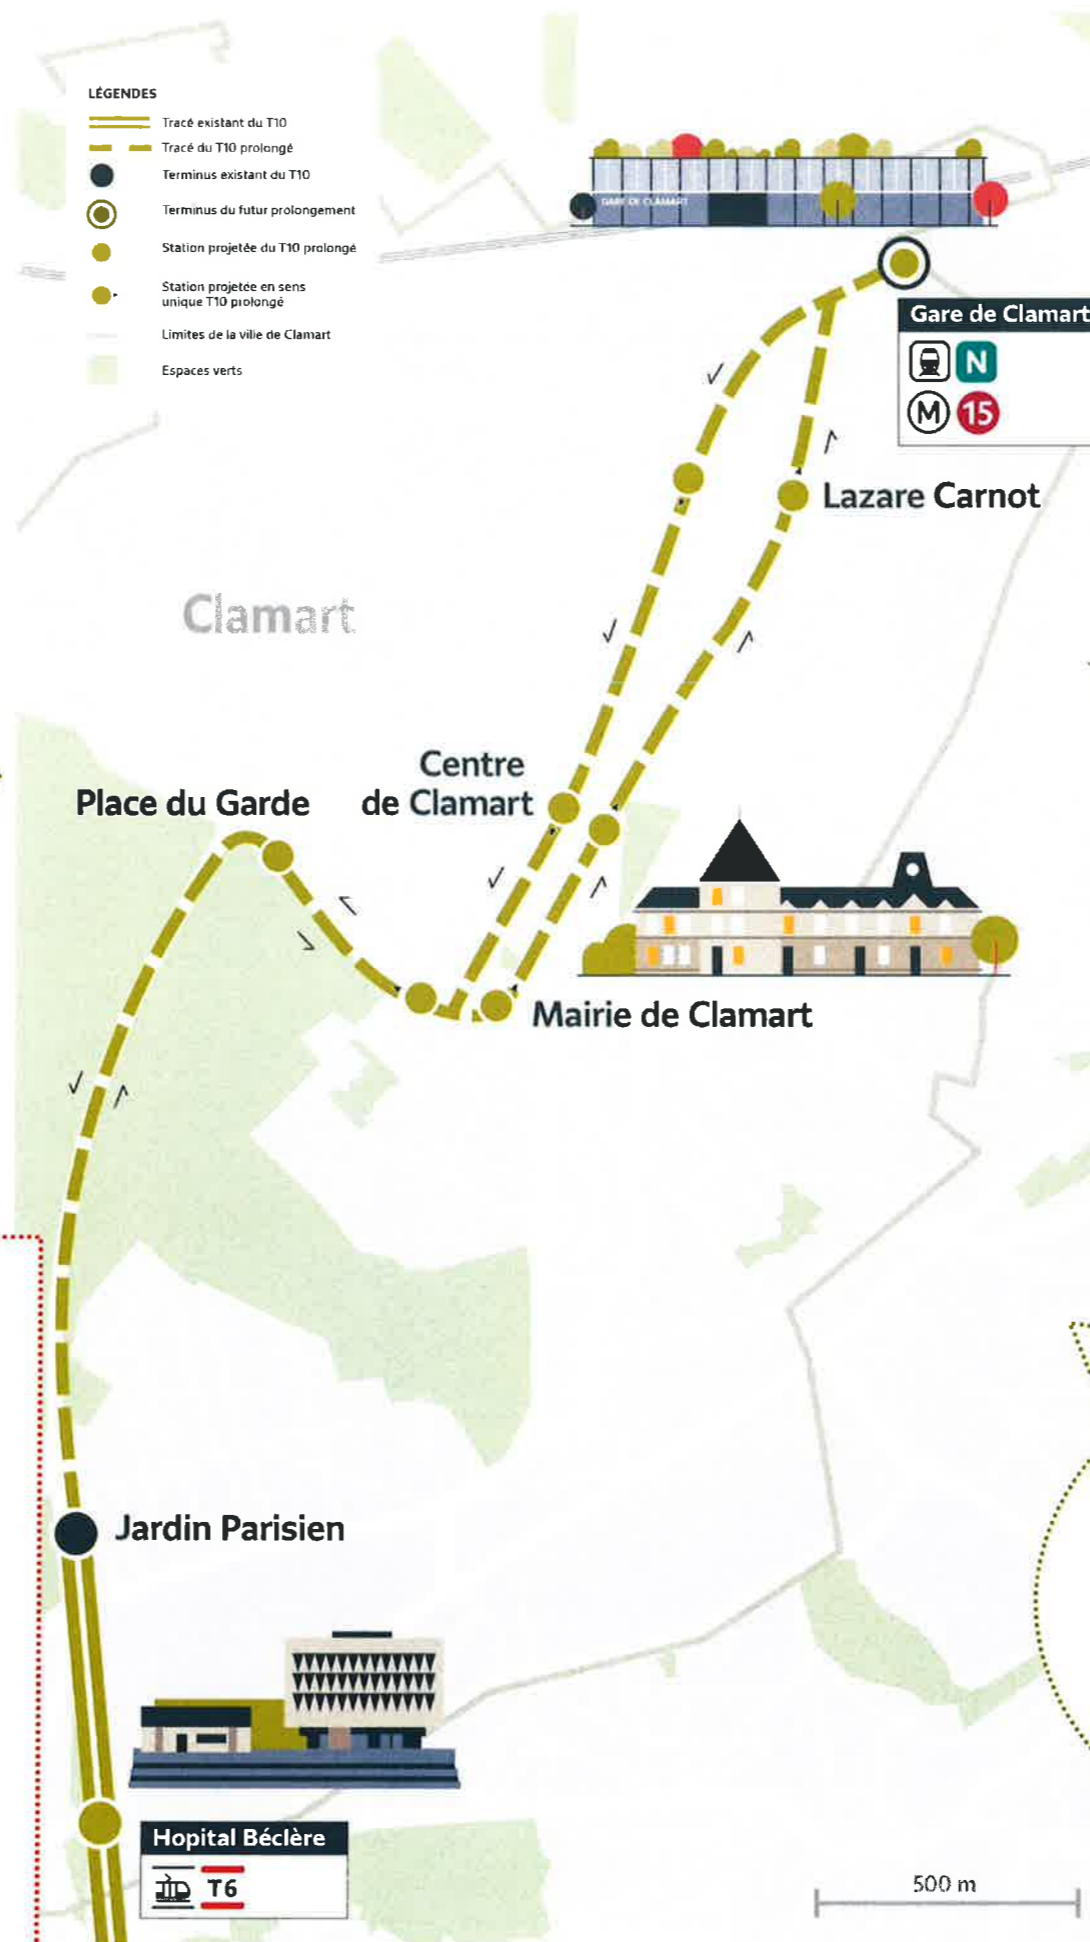 LÉGENDES
Tracé existant du T10
Tracé du T10 prolongé
Terminus existant du T10
Terminus du futur prolongement
Station projetée du T10 prolongé
Station projetée en sens
unique T10 prolongé
Limites de la ville de Clamart
Espaces verts
GARE DE CLAMART
Gare de Clamart
N
M 15
Lazare Carnot
Clamart
Centre
de Clamart
Place du Garde
Mairie de Clamart
Jardin Parisien
Hopital Béclère
T6
500 m